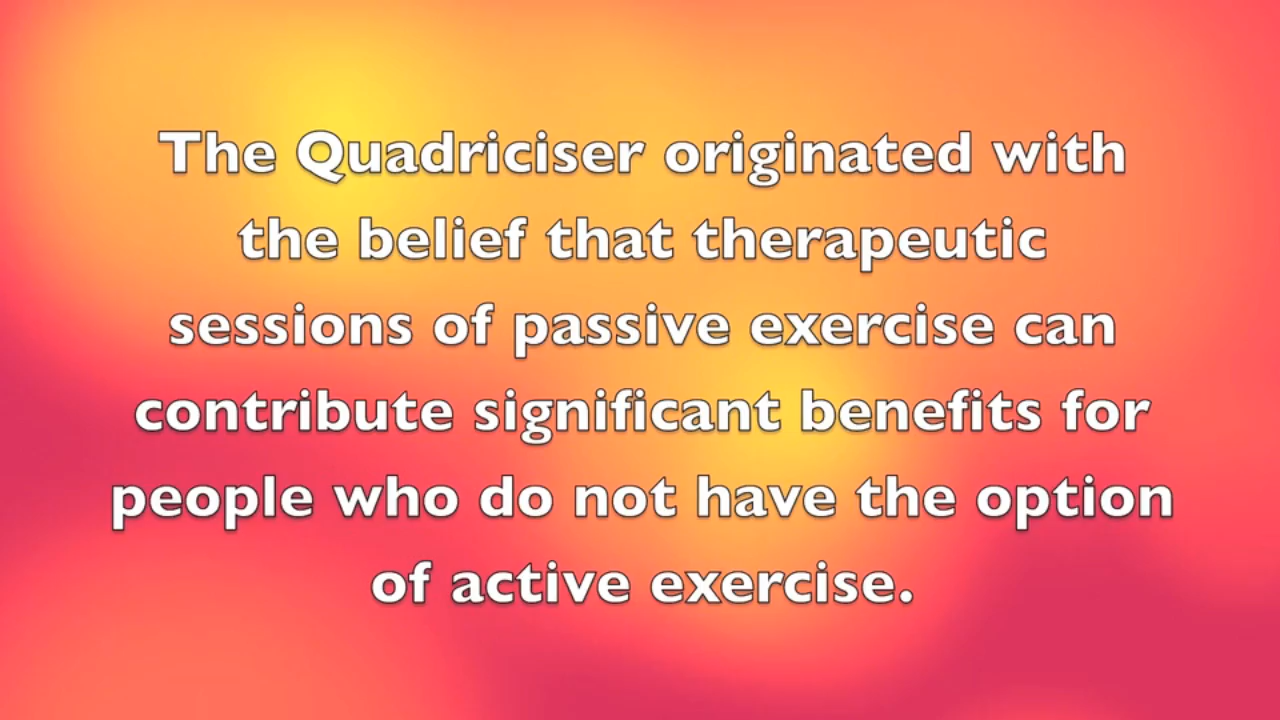 The Quadriciser originated with
the belief that therapeutic
sessions of passive exercise can
contribute significant benefits for
people who do not have the option
of active exercise.